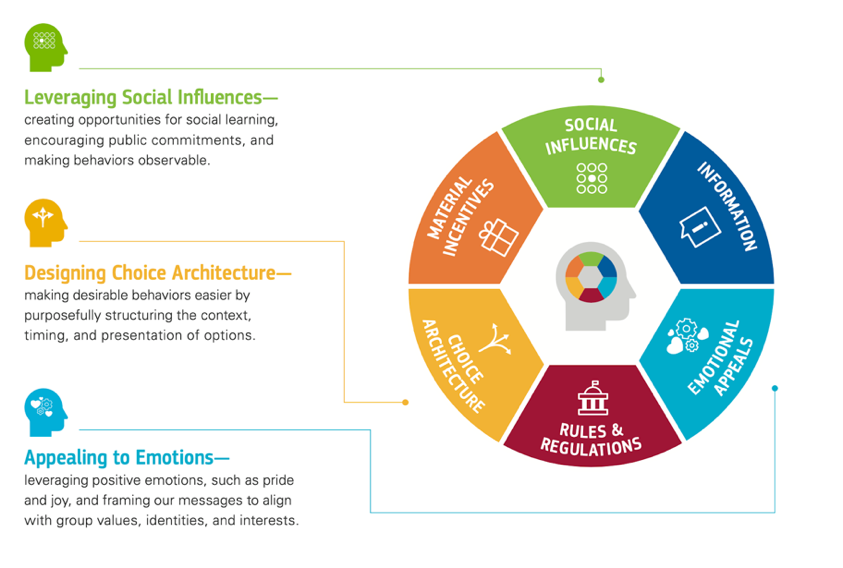 Leveraging Social Influences—
creating opportunities for social learning,
encouraging public commitments, and
making behaviors observable.
Designing Choice Architecture—
making desirable behaviors easier by
purposefully structuring the context,
timing, and presentation of options.
Appealing to Emotions—
leveraging positive emotions, such as pride
and joy, and framing our messages to align
with group values, identities, and interests.
SOCIAL
INFLUENCES
INFORMATION
EMOTIONAL
APPEALS
RULES &
REGULATIONS
CHOICE
ARCHITECTURE
MATERIAL
INCENTIVES